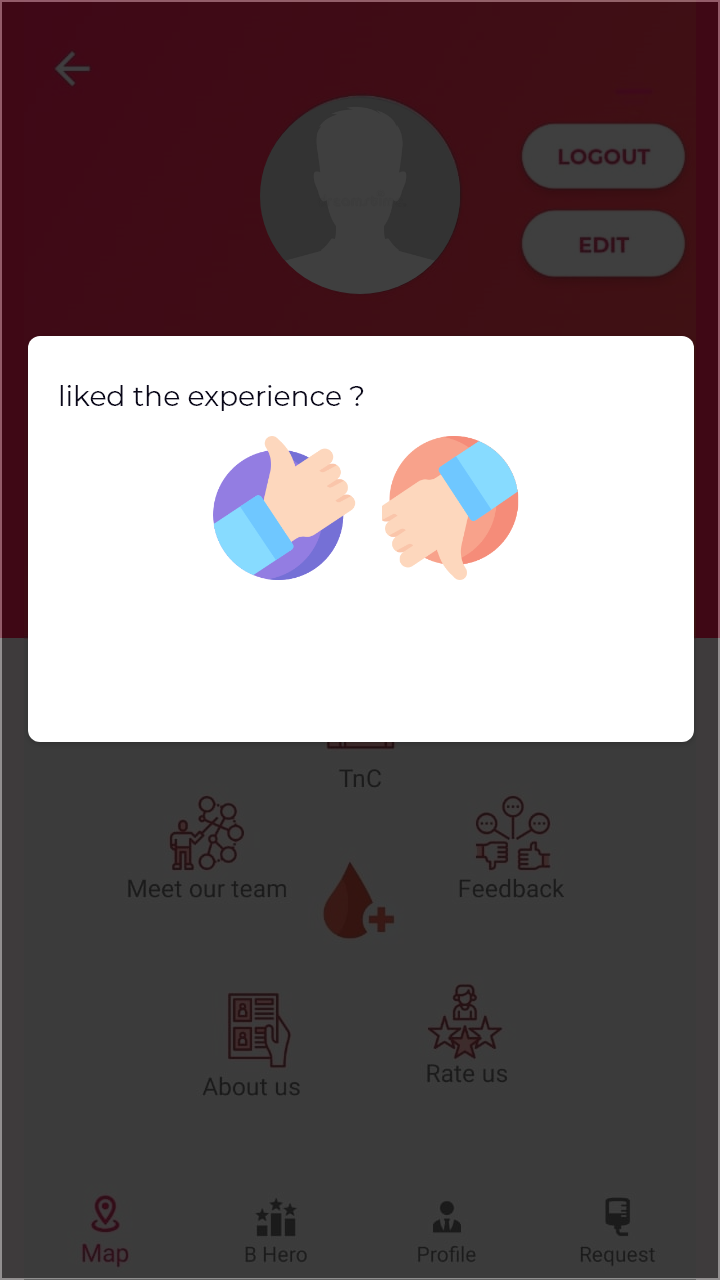 LOGOUT
EDIT
liked the experience ?
TnC
Meet our team
Feedback
About us
Rate us
Map
B Hero
Profile
Request